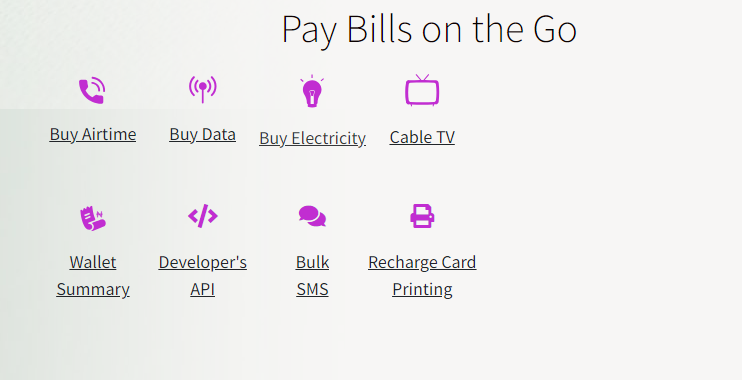 Pay Bills on the Go
Buy Airtime
Buy Data
Buy Electricity
Cable TV
Wallet
Summary
Developer's
API
Bulk
SMS
Recharge Card
Printing